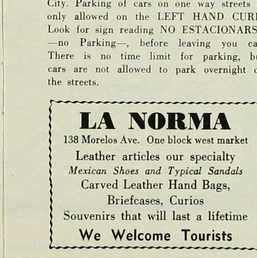 City. Parking of cars on one way streets
only allowed on the LEFT HAND
Look for sign reading NO ESTACIONARS
—no Parking—, before leaving you
There is no time limit for parking,
cars are not allowed to park overnight
the streets.
LA NORMA
138 Morelos Ave. One block west market
Leather articles our specialty
Mexican Shoes and Typical Sandals
Carved Leather Hand Bags,
Briefcases, Curios
Souvenirs that will last a lifetime
We Welcome Tourists